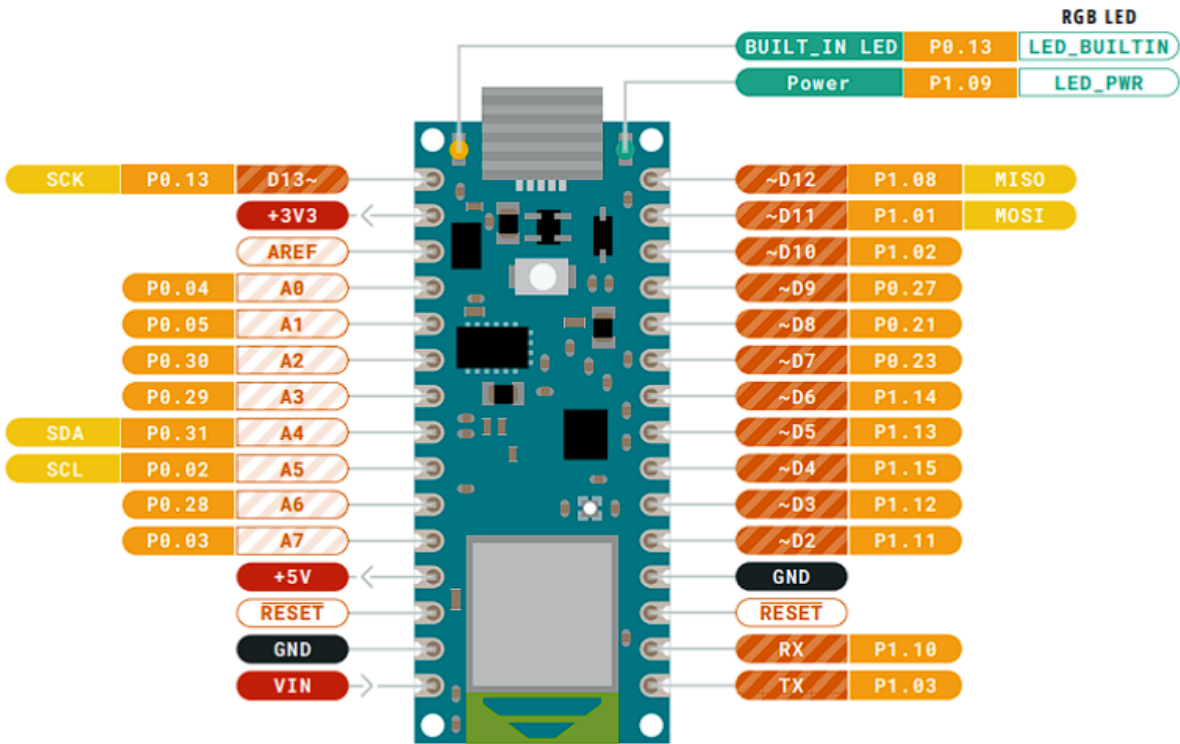 RGB LED
BUILT_IN LED P0.13 LED_BUILTIN
Power P1.09 LED_PWR
SCK P0.13 D13~
+3V3
AREF
P0.04 A0
P0.05 A1
P0.30 A2
P0.29 A3
SDA P0.31 A4
SCL P0.02 A5
P0.28 A6
P0.03 A7
+5V
RESET
GND
VIN
~D12 P1.08 MISO
~D11 P1.01 MOSI
~D10 P1.02
~D9 P0.27
~D8 P0.21
~D7 P0.23
~D6 P1.14
~D5 P1.13
~D4 P1.15
~D3 P1.12
~D2 P1.11
GND
RESET
RX P1.10
TX P1.03